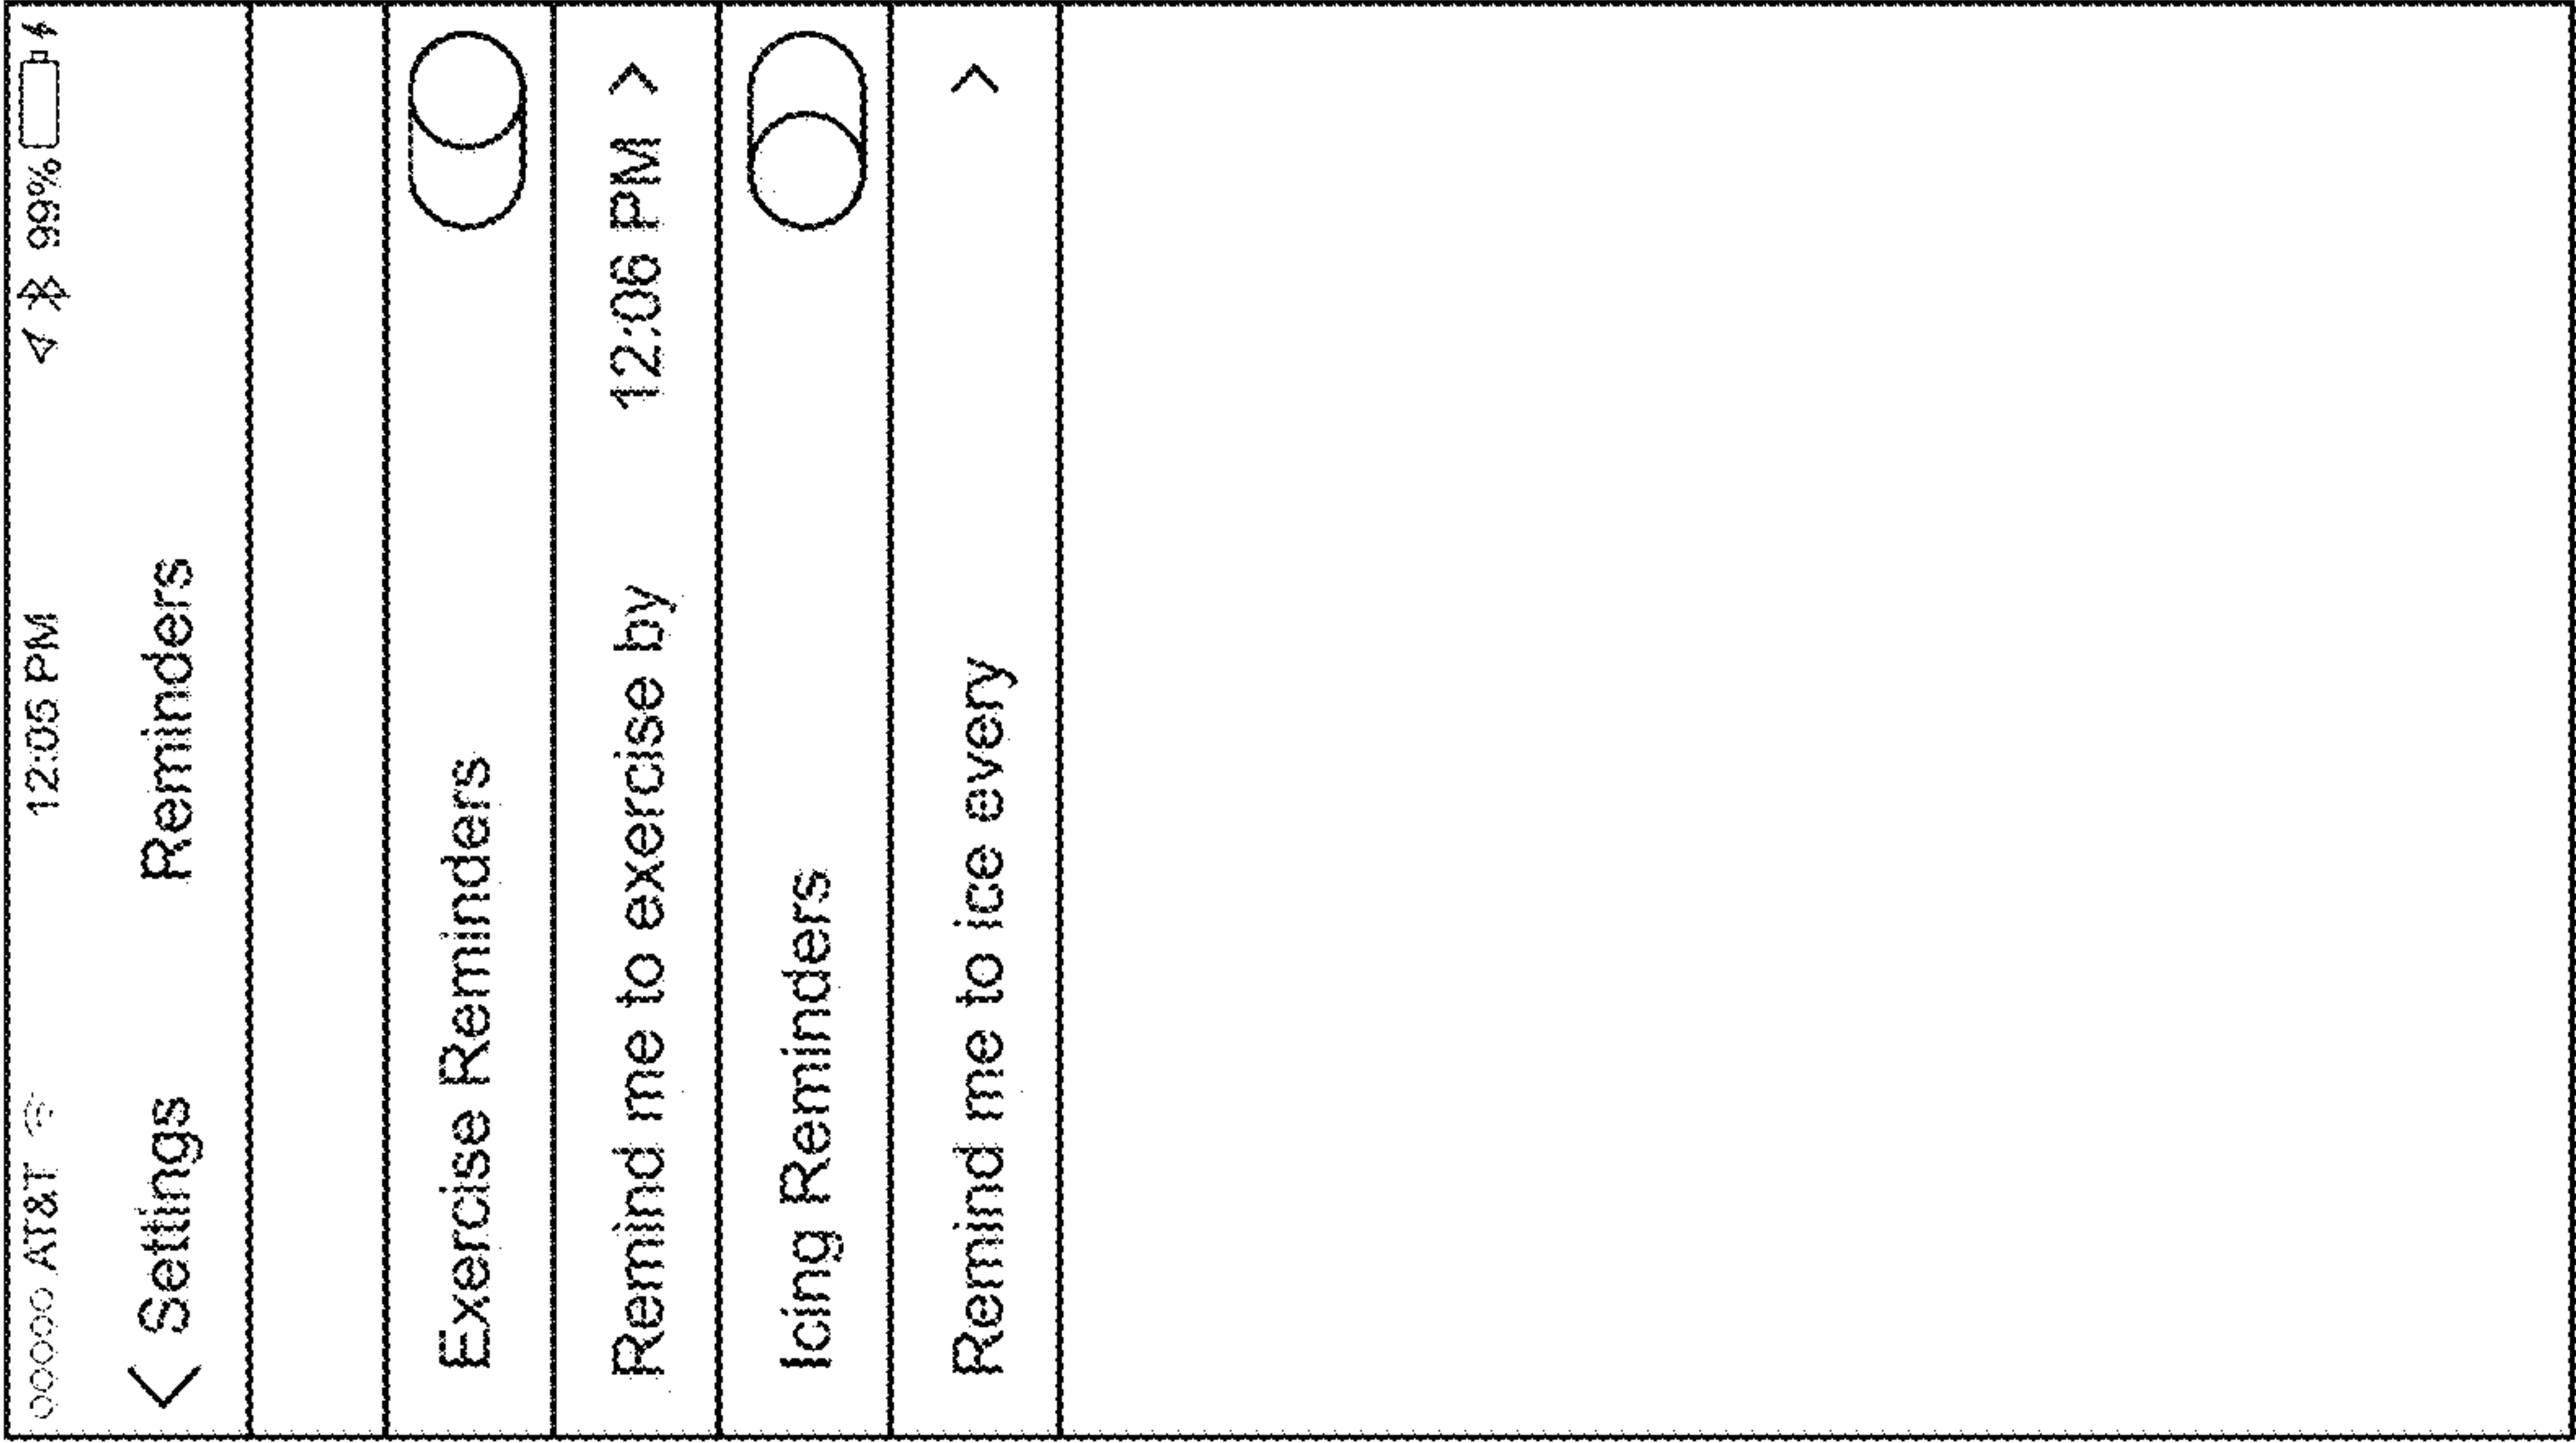 AT&T 12:05 PM 99%
< Settings Reminders
Exercise Reminders
Remind me to exercise by 12:06 PM >
Icing Reminders
Remind me to ice every >